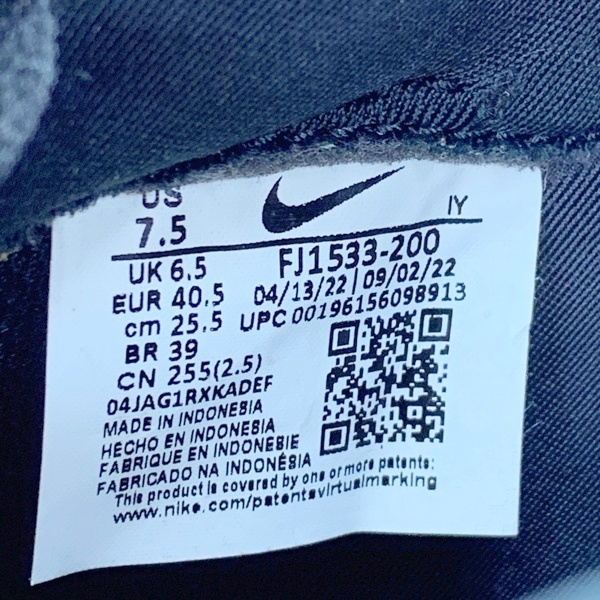 US
7.5
IY
UK 6.5
FJ1533-200
EUR 40.5
04/13/22 | 09/02/22
cm 25.5
UPC 00196156098913
BR 39
CN 255(2.5)
04JAG1RXKADEF
MADE IN INDONESIA
HECHO EN INDONESIA
FABRIQUE EN INDONESIE
FABRICADO NA INDONÉSIA
This product is covered by one or more patents:
www.nike.com/patentsvirtualmarking